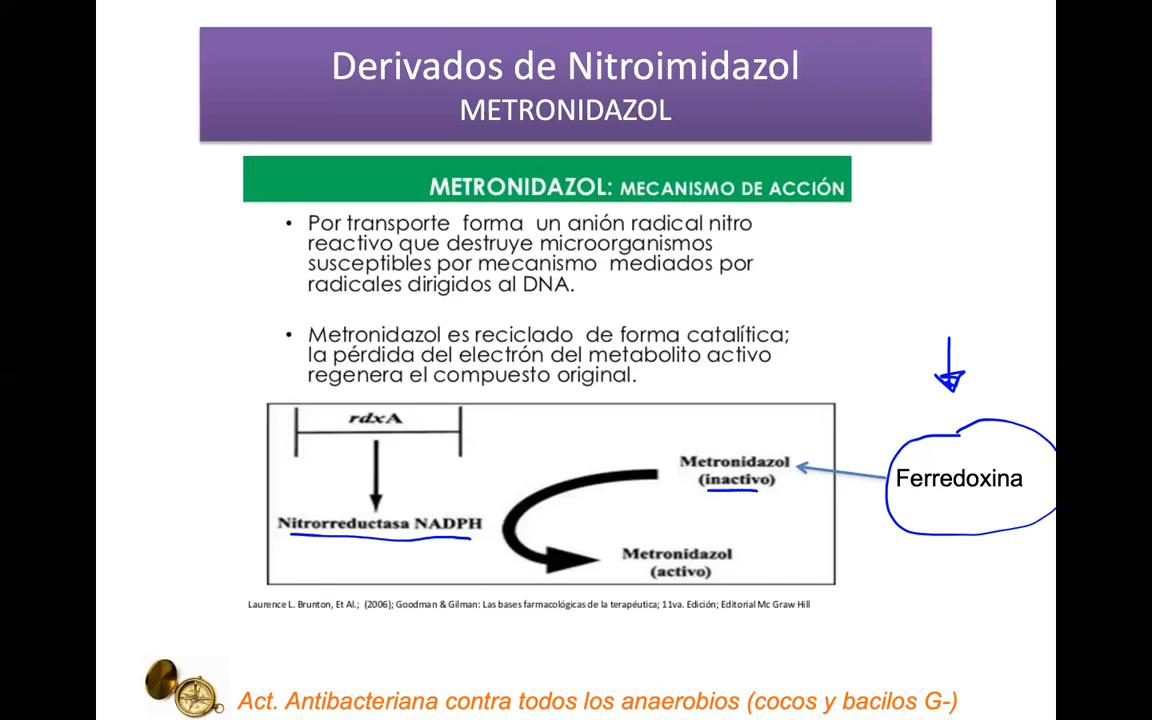 Derivados de Nitroimidazol
METRONIDAZOL
METRONIDAZOL: MECANISMO DE ACCIÓN
• Por transporte forma un anión radical nitro
reactivo que destruye microorganismos
susceptibles por mecanismo mediados por
radicales dirigidos al DNA.
• Metronidazol es reciclado de forma catalítica;
la pérdida del electrón del metabolito activo
regenera el compuesto original.
rdxA
Metronidazol
(inactivo)
Ferredoxina
Nitrorreductasa NADPH
Metronidazol
(activo)
Laurence L. Brunton, Et Al.; (2006); Goodman & Gilman: Las bases farmacológicas de la terapéutica; 11va. Edición; Editorial Mc Graw Hill
Act. Antibacteriana contra todos los anaerobios (cocos y bacilos G-)